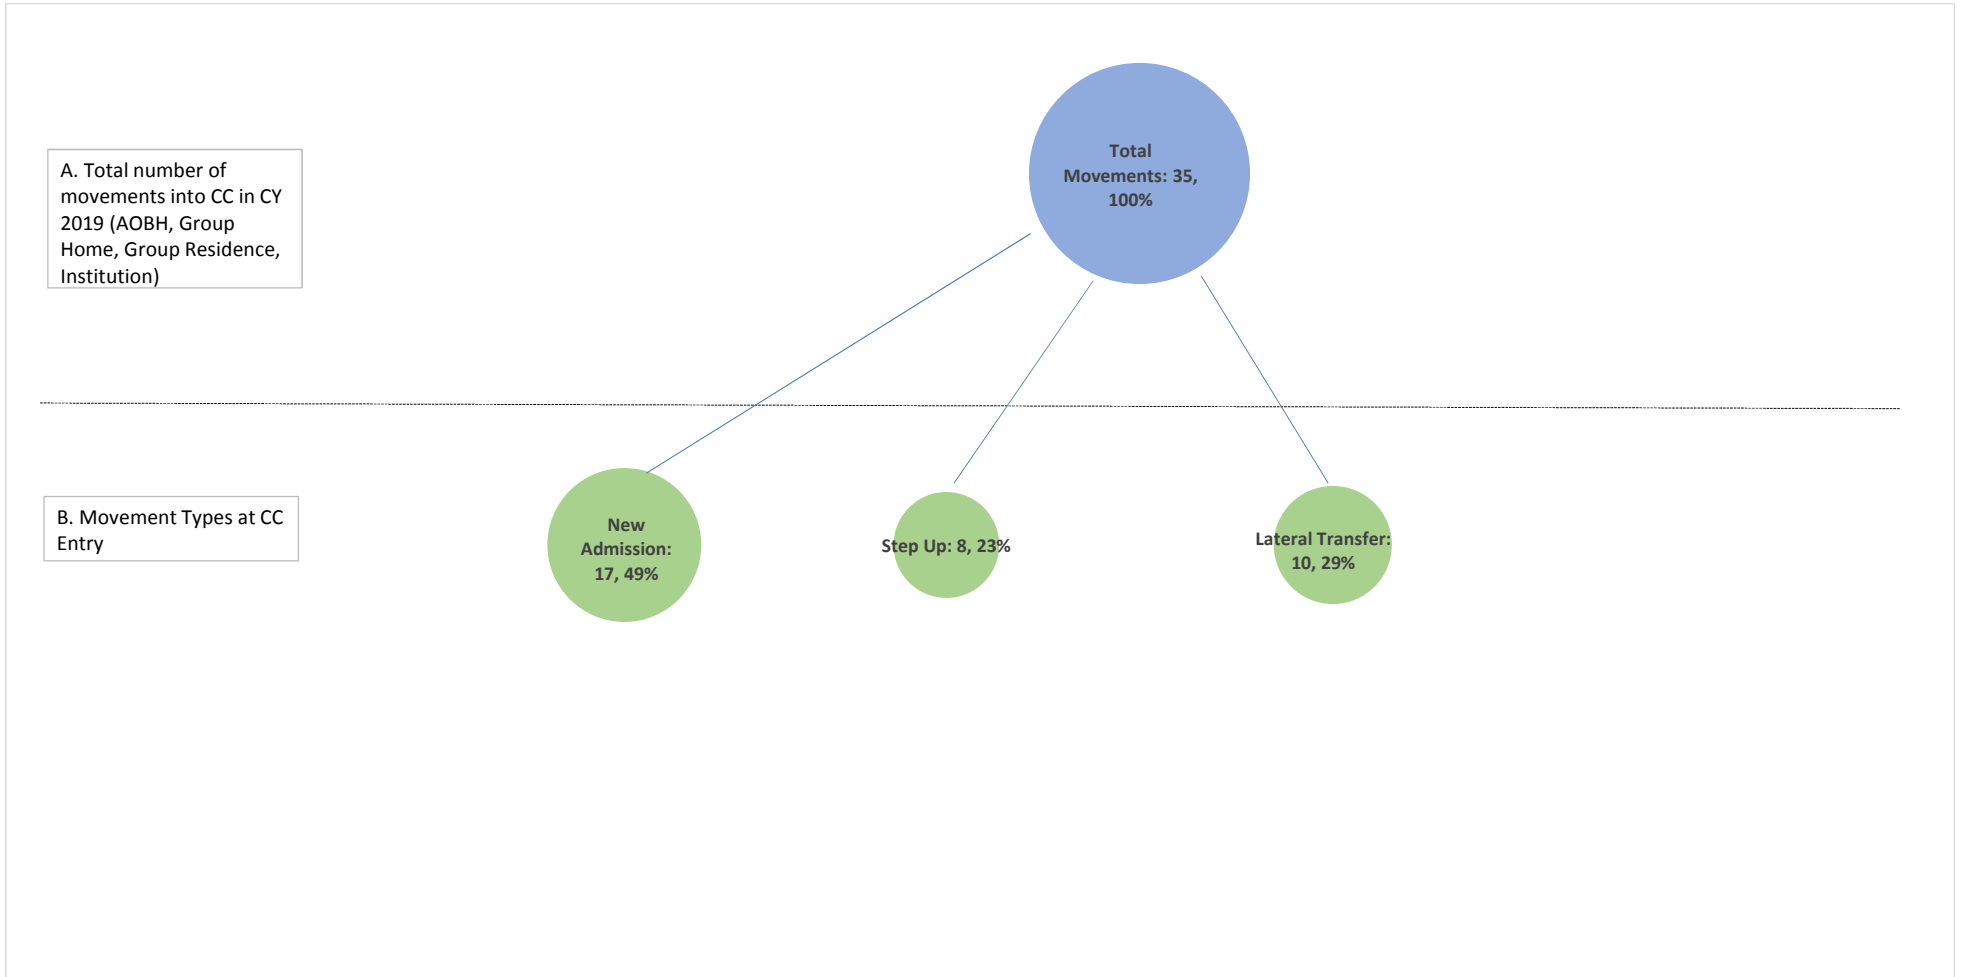 Total
Movements: 35,
100%
A. Total number of
movements into CC in CY
2019 (AOBH, Group
Home, Group Residence,
Institution)
B. Movement Types at CC
Entry
New
Admission:
17, 49%
Step Up: 8, 23%
Lateral Transfer:
10, 29%